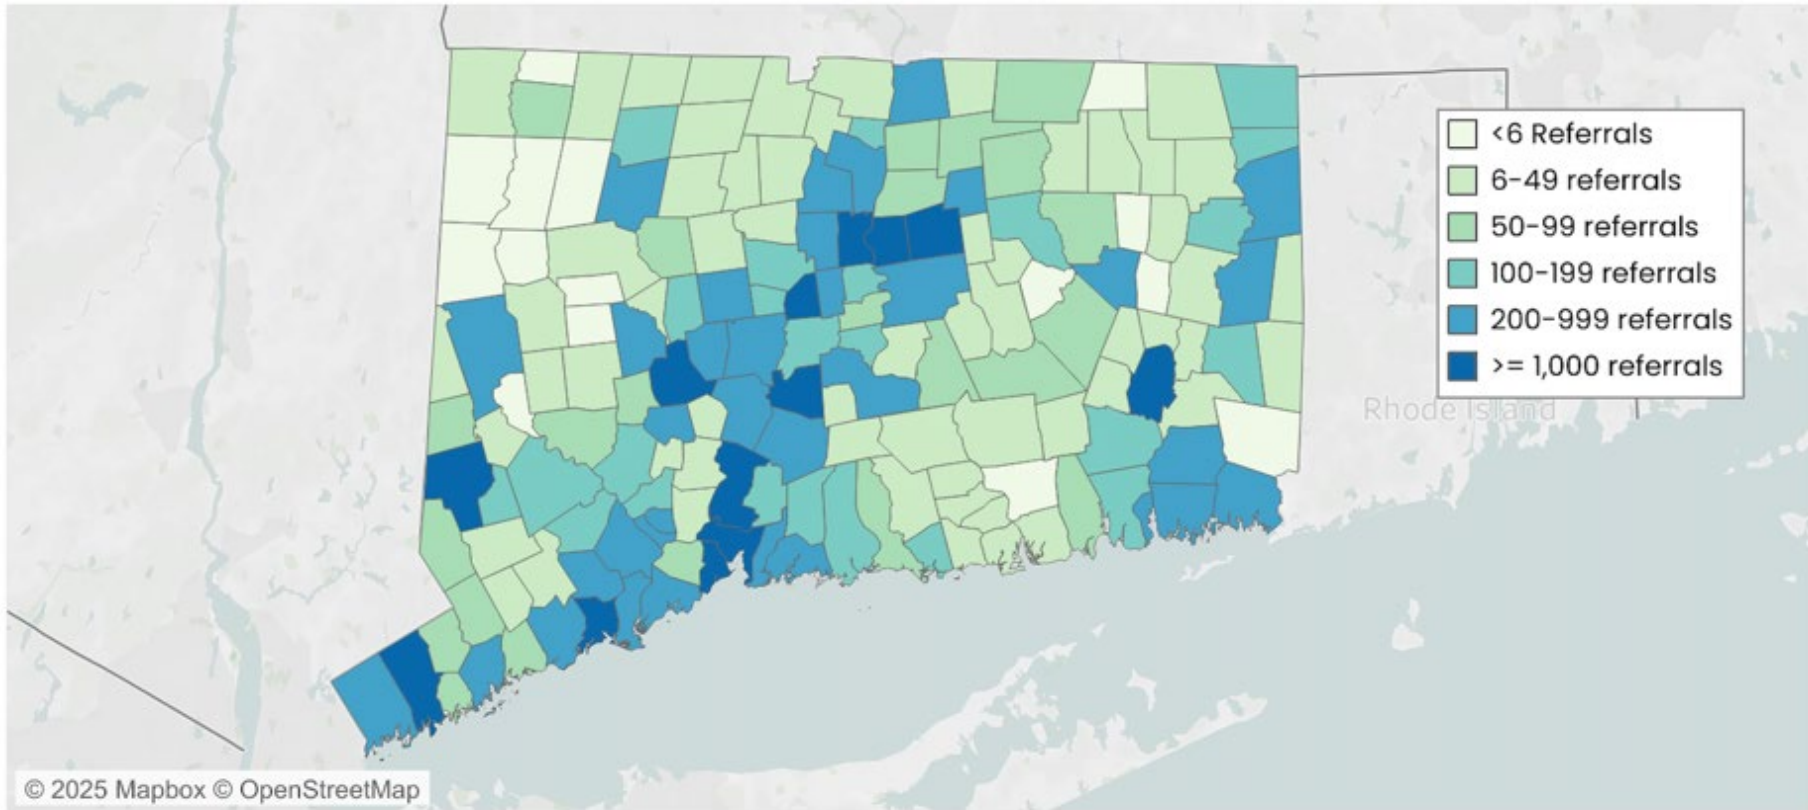 <6 Referrals
6-49 referrals
50-99 referrals
100-199 referrals
200-999 referrals
>= 1,000 referrals
Rhode Island
© 2025 Mapbox © OpenStreetMap